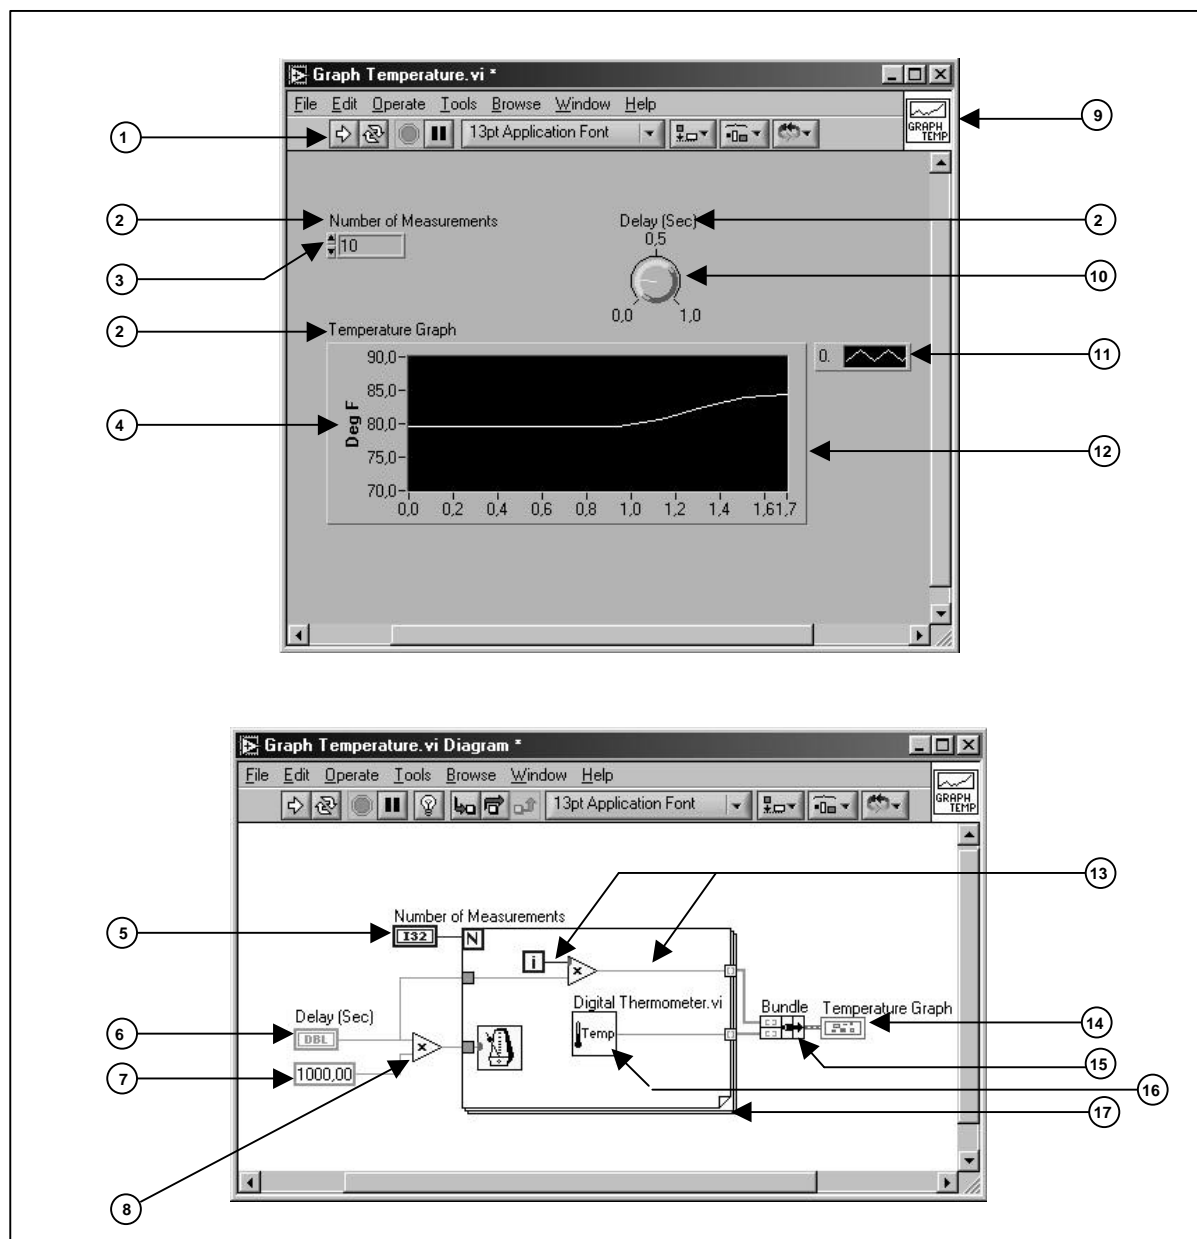 Graph Temperature.vi *
File Edit Operate Tools Browse Window Help
GRAPH
TEMP
9
1
13pt Application Font
2
Number of Measurements
Delay (Sec)
2
3
10
0,5
10
0,0
1,0
2
Temperature Graph
0.
11
4
Deg F
90,0
85,0
80,0
75,0
70,0
0,0 0,2 0,4 0,6 0,8 1,0 1,2 1,4 1,61,7
12
Graph Temperature.vi Diagram *
File Edit Operate Tools Browse Window Help
GRAPH
TEMP
13pt Application Font
13
5
Number of Measurements
I32
N
i
x
Digital Thermometer.vi
Temp
Bundle
Temperature Graph
14
6
Delay (Sec)
DBL
x
15
7
1000,00
16
17
8